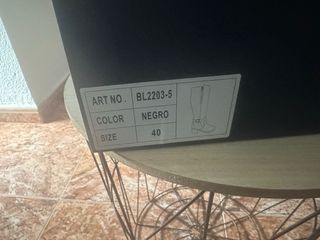 ART NO. BL2203-5
COLOR NEGRO
SIZE 40